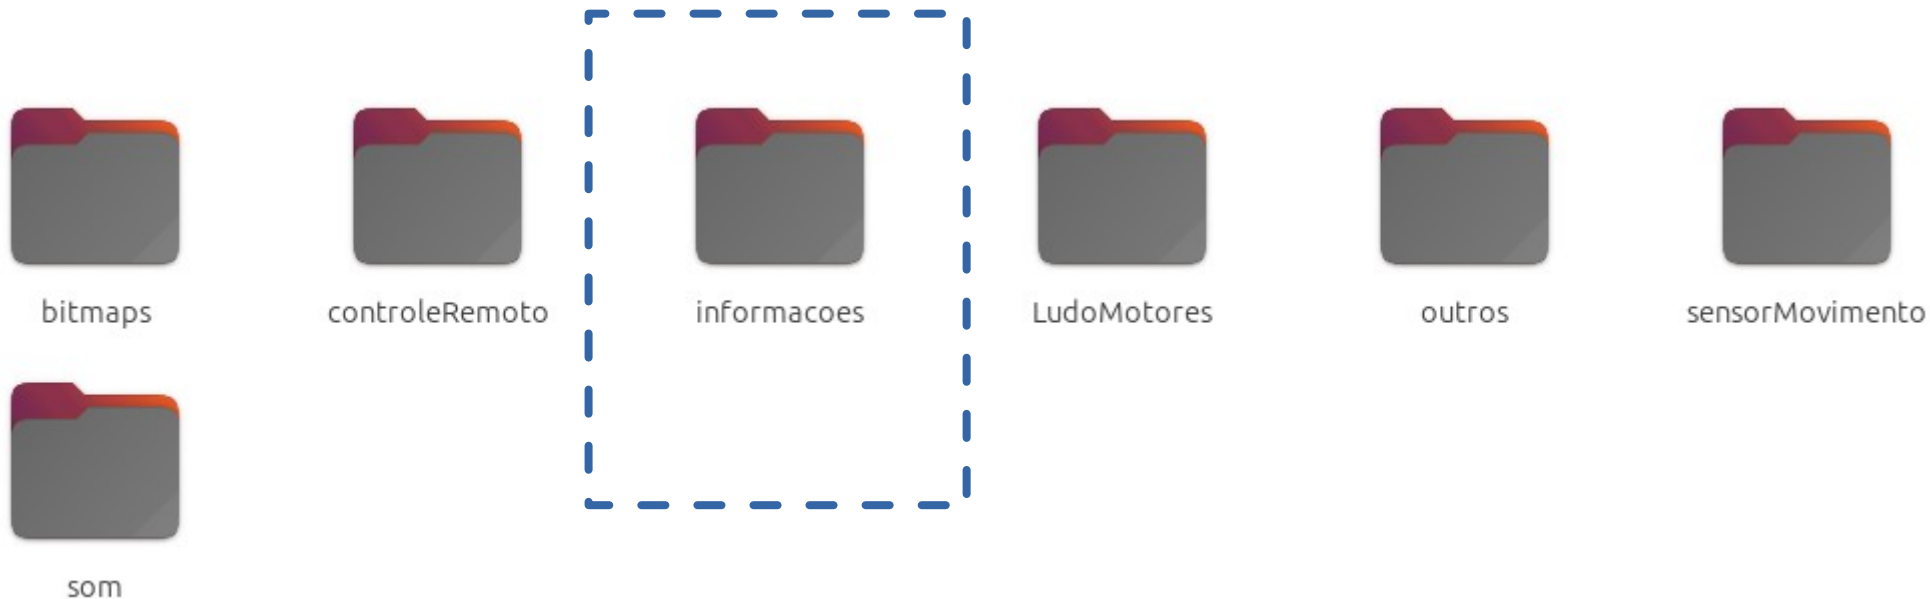 bitmaps
controleRemoto
informacoes
LudoMotores
outros
sensorMovimento
som